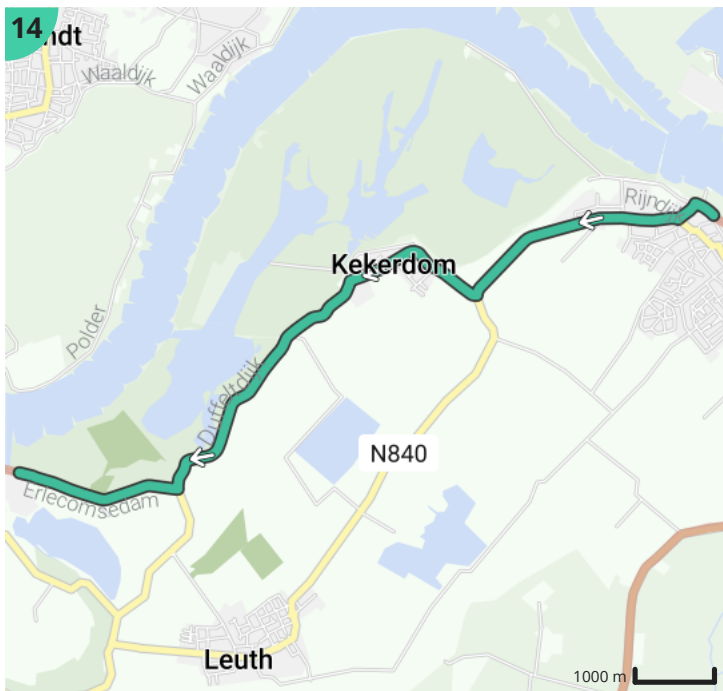 14
ndt
Waaldijk
Waaldijk
Rijndijk
Kekerdom
Polder
Duffeltdijk
N840
Erlecomsedam
Leuth
1000 m